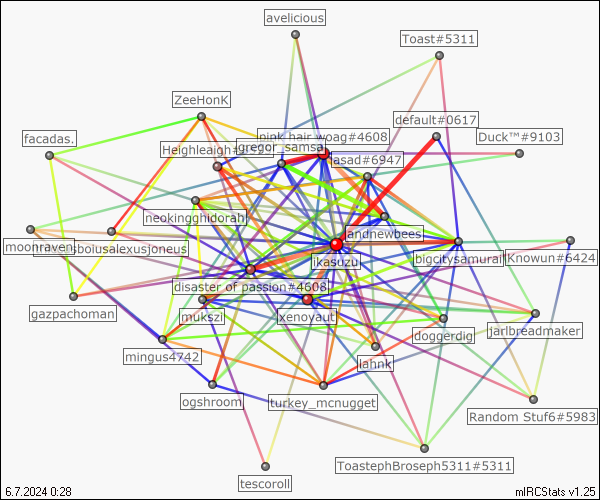 avelicious
Toast#5311
ZeeHonK
default#0617
pink hair woag#4608
Duck™#9103
facadas.
gregor_samsa
Heighleigh#
asad#6947
neokingghidorah
andnewbees
moonraven
bousalexusjoneus
ikasuzu
bigcitysamurai
Knowun#6424
disaster of passion#4608
gazpachoman
mukszi
xenoyaut
doggerdig
jarlbreadmaker
mingus4742
lahnk
ogshroom
turkey_mcnugget
Random Stuf6#5983
ToastephBroseph5311#5311
tescoroll
6.7.2024 0:28
mIRCStats v1.25